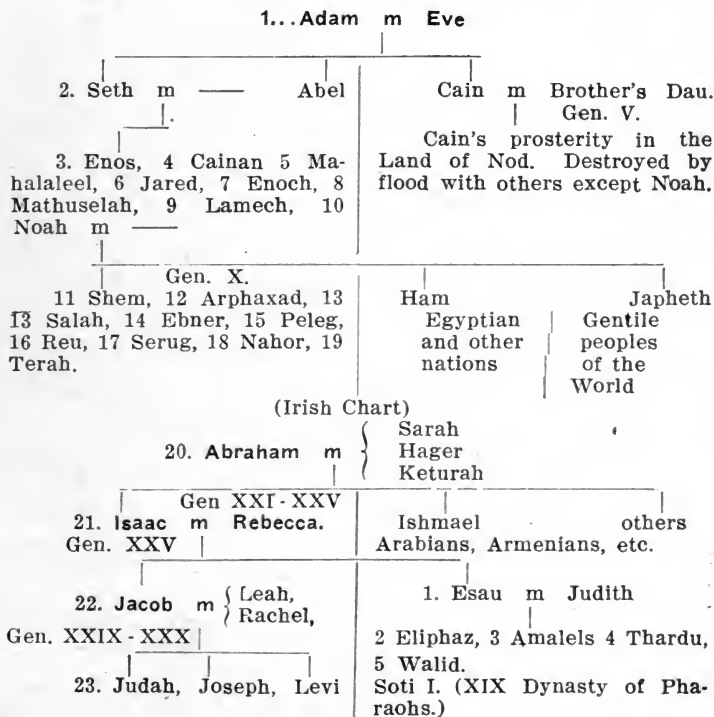 1...Adam m Eve
2. Seth m — Abel
Cain m Brother's Dau.
m
Gen. V.
Cain's prosterity in the
Land of Nod. Destroyed by
flood with others except Noah.
3. Enos, 4 Cainan 5 Ma-
halaleel, 6 Jared, 7 Enoch, 8
Mathuselah, 9 Lamech, 10
Noah m —
Gen. X.
11 Shem, 12 Arphaxad, 13
13 Salah, 14 Ebner, 15 Peleg,
16 Reu, 17 Serug, 18 Nahor, 19
Terah.
Ham Japheth
Egyptian
and other
nations
Gentile
peoples
of the
World
(Irish Chart)
20. Abraham m
Sarah
Hager
Keturah
Gen XXI-XXV
21. Isaac m Rebecca.
Gen. XXV
Ishmael others
Arabians, Armenians, etc.
22. Jacob m
Leah,
Rachel,
Gen. XXIX-XXX
23. Judah, Joseph, Levi
1. Esau m Judith
2 Eliphaz, 3 Amalels 4 Thardu,
5 Walid.
Soti I. (XIX Dynasty of Pha-
raohs.)